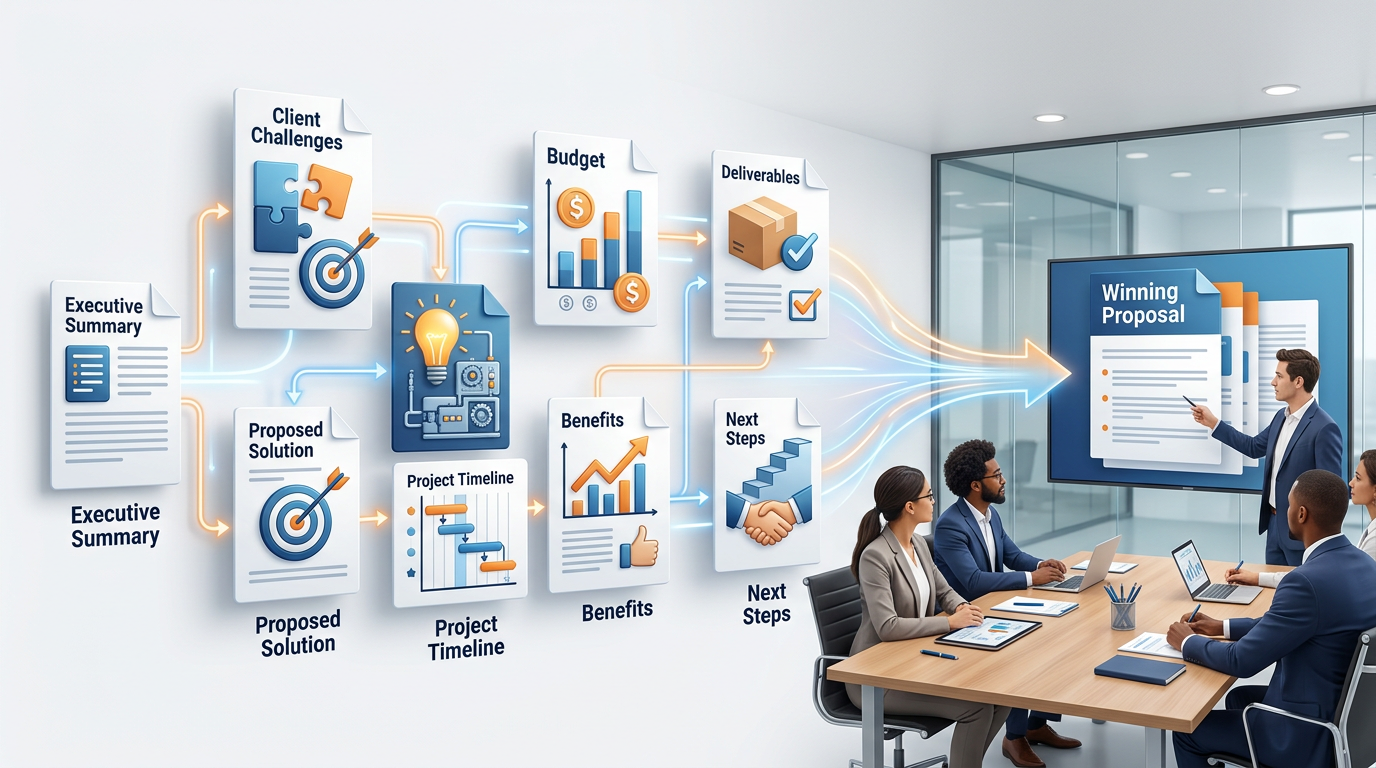 Client
Challenges
Budget
$
$
$
$
Deliverables
Executive
Summary
Executive
Summary
Proposed
Solution
Proposed
Solution
Project Timeline
Project
Timeline
Benefits
Benefits
Next
Steps
Next
Steps
Winning
Proposal